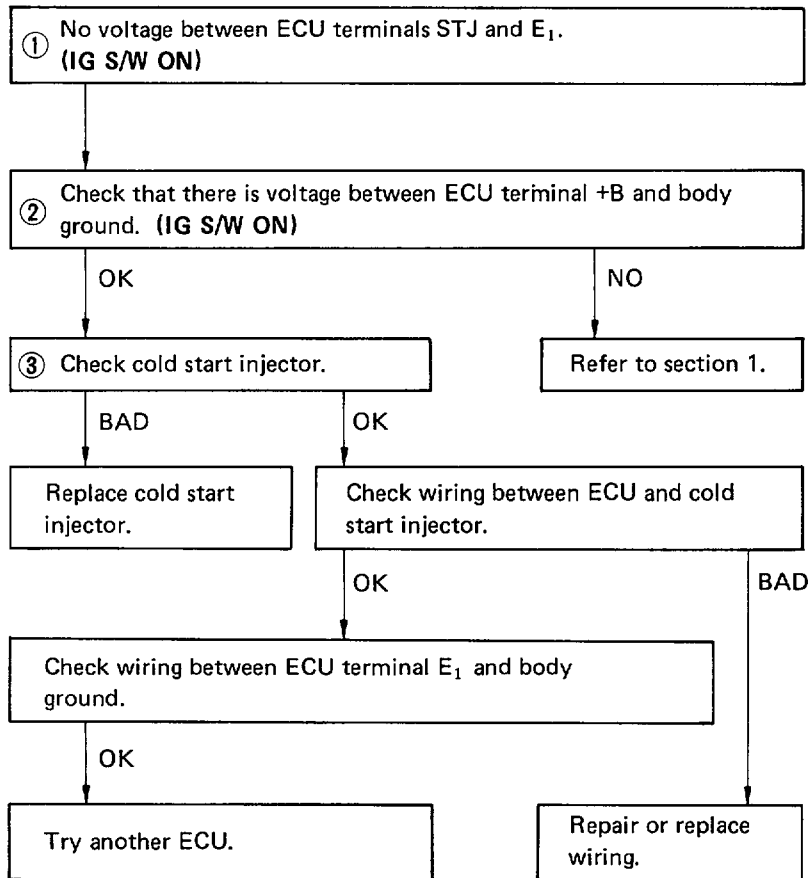 ① No voltage between ECU terminals STJ and E₁.
(IG S/W ON)
② Check that there is voltage between ECU terminal +B and body
ground. (IG S/W ON)
OK
NO
③ Check cold start injector.
Refer to section 1.
BAD
OK
Replace cold start
injector.
Check wiring between ECU and cold
start injector.
OK
BAD
Check wiring between ECU terminal E₁ and body
ground.
OK
Try another ECU.
Repair or replace
wiring.